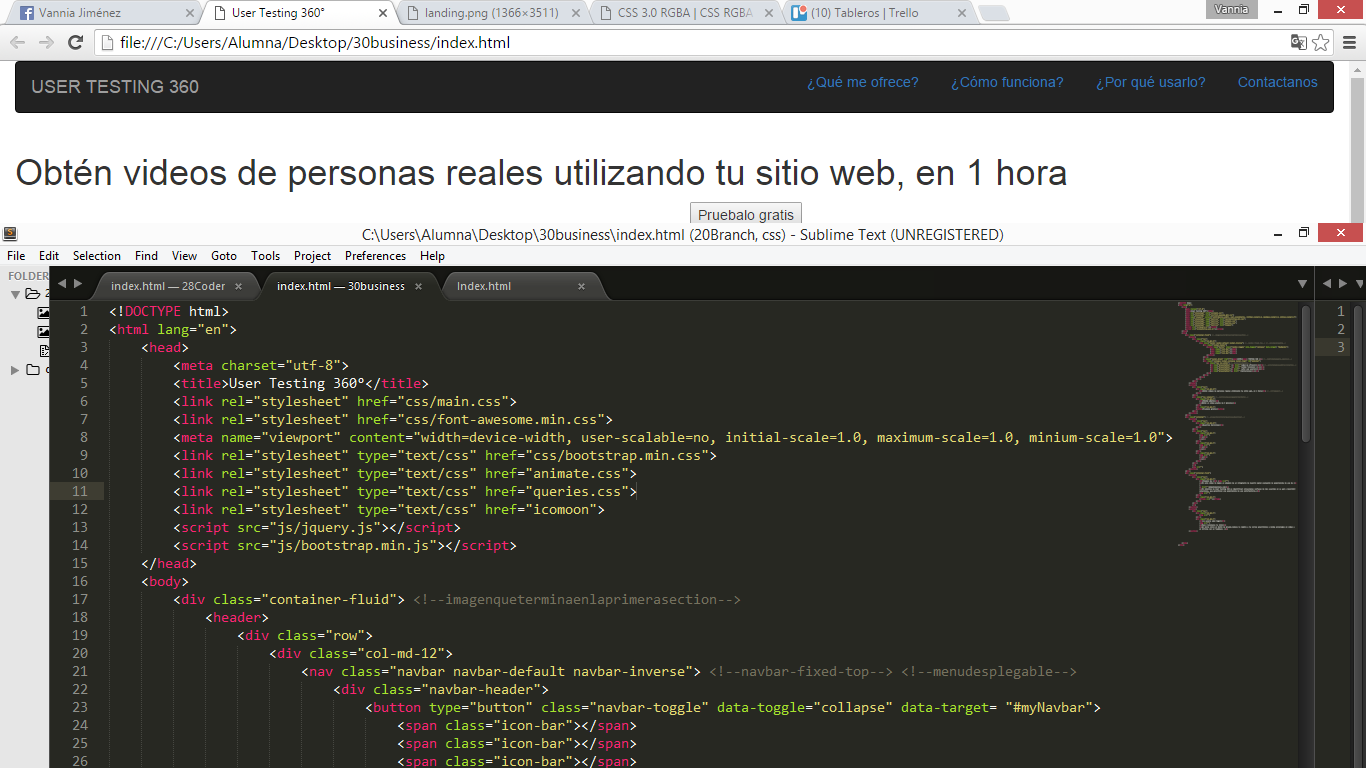 Vannia Jiménez
User Testing 360°
landing.png (1366×3511)
CSS 3.0 RGBA | CSS RGBA
(10) Tableros | Trello
Vannia
file:///C:/Users/Alumna/Desktop/30business/index.html
USER TESTING 360
¿Qué me ofrece?
¿Cómo funciona?
¿Por qué usarlo?
Contactanos
Obtén videos de personas reales utilizando tu sitio web, en 1 hora
Pruebalo gratis
C:\Users\Alumna\Desktop\30business\index.html (20Branch, css) - Sublime Text (UNREGISTERED)
File Edit Selection Find View Goto Tools Project Preferences Help
FOLDER
index.html — 28Coder
index.html — 30business
Index.html
1 <!DOCTYPE html>
2 <html lang="en">
3 <head>
4 <meta charset="utf-8">
5 <title>User Testing 360º</title>
6 <link rel="stylesheet" href="css/main.css">
7 <link rel="stylesheet" href="css/font-awesome.min.css">
8 <meta name="viewport" content="width=device-width, user-scalable=no, initial-scale=1.0, maximum-scale=1.0, minium-scale=1.0">
9 <link rel="stylesheet" type="text/css" href="css/bootstrap.min.css">
10 <link rel="stylesheet" type="text/css" href="animate.css">
11 <link rel="stylesheet" type="text/css" href="queries.css">
12 <link rel="stylesheet" type="text/css" href="icomoon">
13 <script src="js/jquery.js"></script>
14 <script src="js/bootstrap.min.js"></script>
15 </head>
16 <body>
17 <div class="container-fluid"> <!--imagenqueterminaenlaprimerasection-->
18 <header>
19 <div class="row">
20 <div class="col-md-12">
21 <nav class="navbar navbar-default navbar-inverse"> <!--navbar-fixed-top--> <!--menudesplegable-->
22 <div class="navbar-header">
23 <button type="button" class="navbar-toggle" data-toggle="collapse" data-target= "#myNavbar">
24 <span class="icon-bar"></span>
25 <span class="icon-bar"></span>
26 <span class="icon-bar"></span>
1
2
3